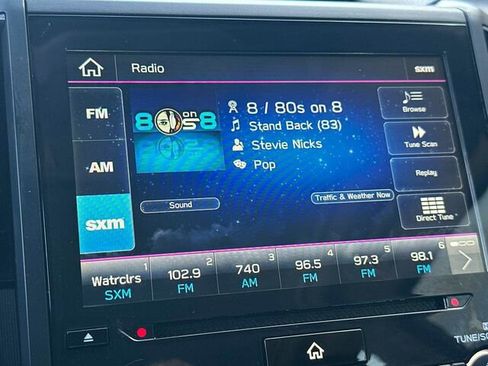 Radio
sxm
FM
AM
sxm
8 on 8
80s
8 / 80s on 8
Stand Back (83)
Stevie Nicks
Pop
Browse
Tune Scan
Replay
Direct Tune
Sound
Traffic & Weather Now
1 Watrclrs SXM
2 102.9 FM
3 740 AM
4 96.5 FM
5 97.3 FM
6 98.1 FM
TUNE/SC